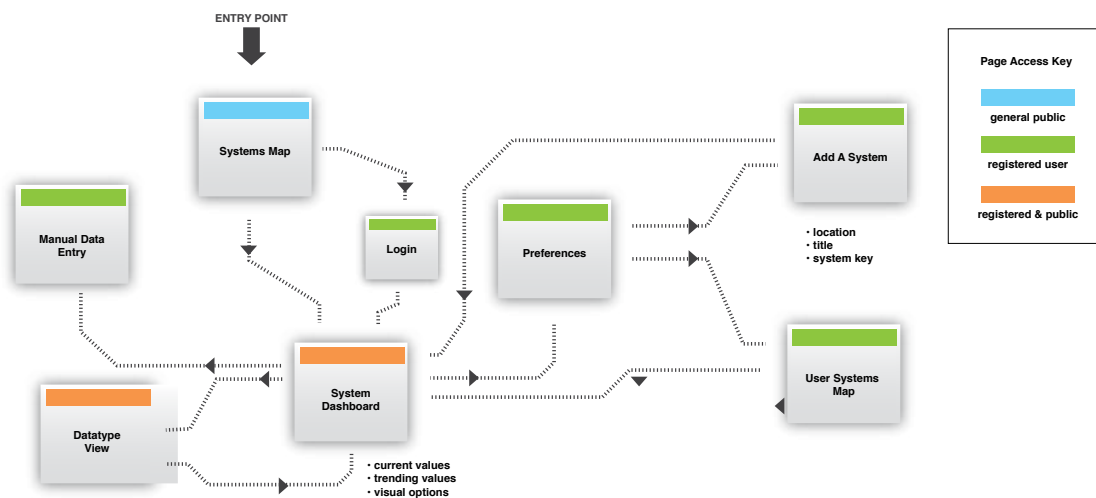 ENTRY POINT
Systems Map
Login
Manual Data
Entry
Preferences
Add A System
• location
• title
• system key
Page Access Key
general public
registered user
registered & public
System
Dashboard
• current values
• trending values
• visual options
Datatype
View
User Systems
Map